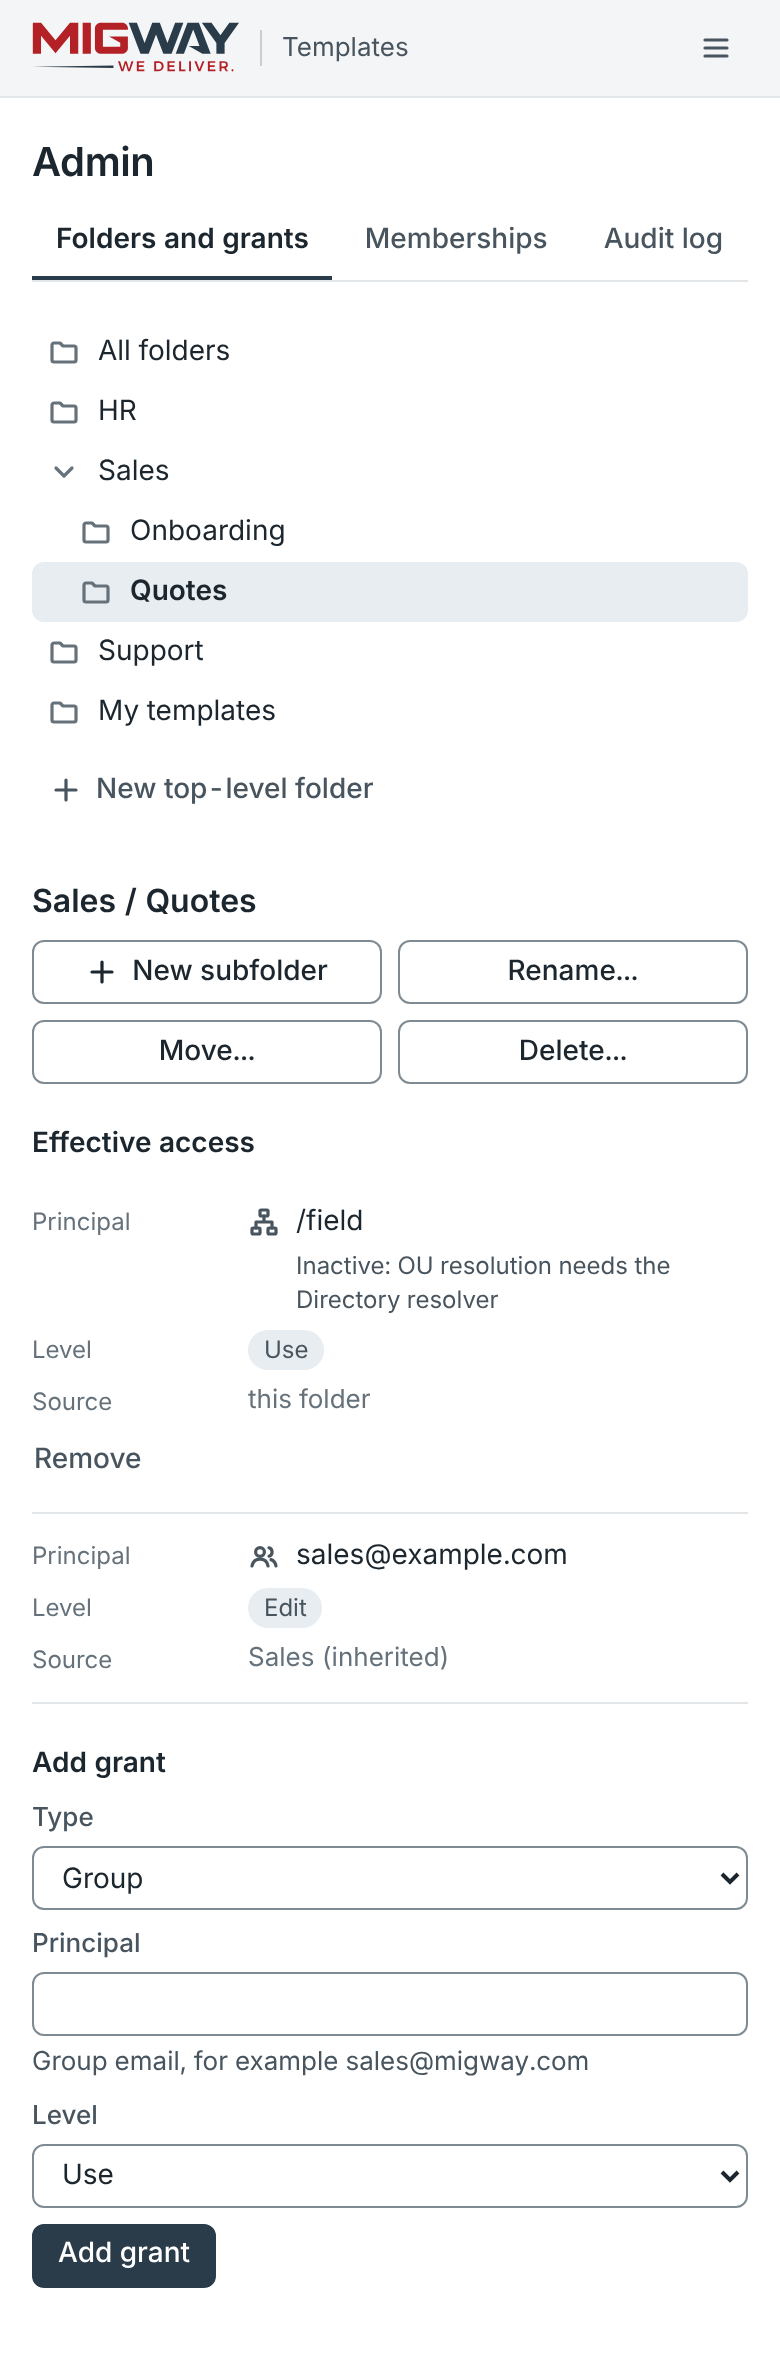 MIGWAY
WE DELIVER.
Templates
Admin
Folders and grants
Memberships
Audit log
All folders
HR
Sales
Onboarding
Quotes
Support
My templates
New top-level folder
Sales / Quotes
New subfolder
Rename...
Move...
Delete...
Effective access
Principal
/field
Inactive: OU resolution needs the
Directory resolver
Level
Use
Source
this folder
Remove
Principal
sales@example.com
Level
Edit
Source
Sales (inherited)
Add grant
Type
Group
Principal
Group email, for example sales@migway.com
Level
Use
Add grant